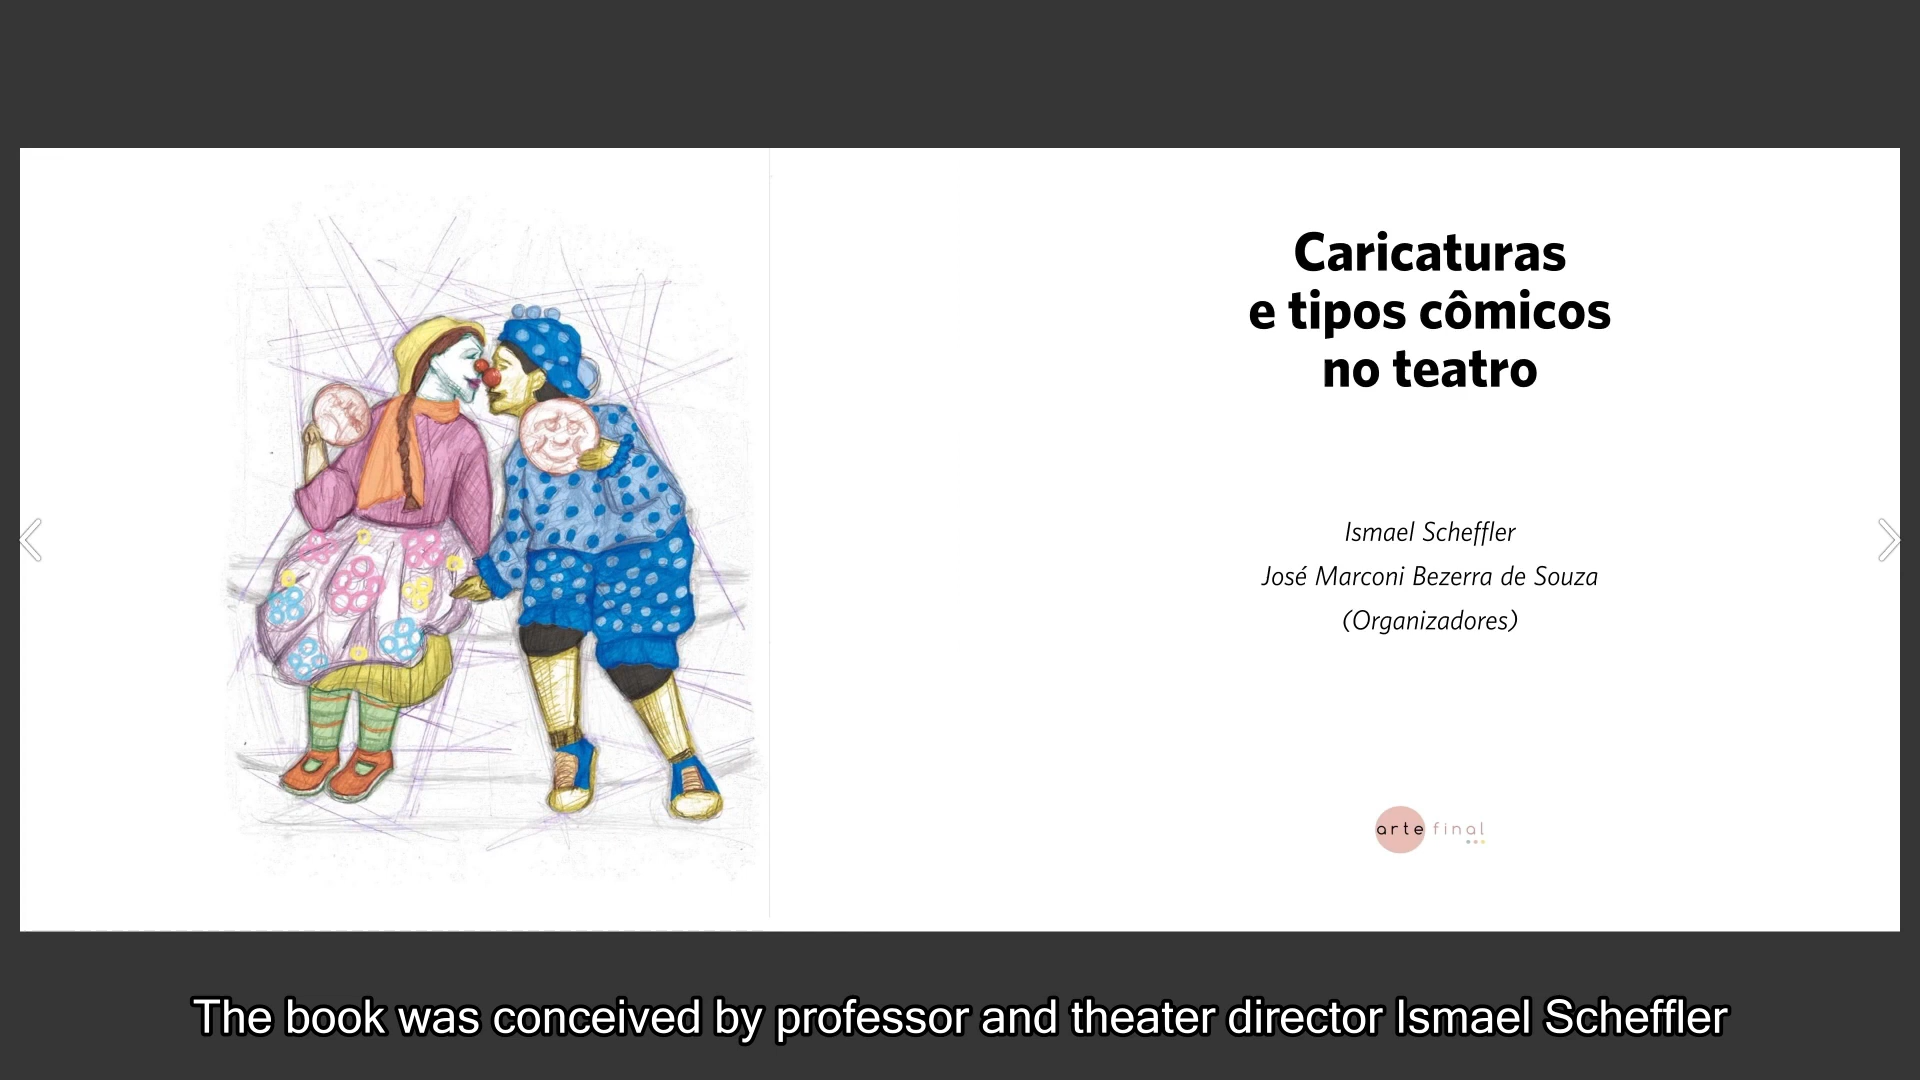 Caricaturas
e tipos cômicos
no teatro
Ismael Scheffler
José Marconi Bezerra de Souza
(Organizadores)
arte final
The book was conceived by professor and theater director Ismael Scheffler